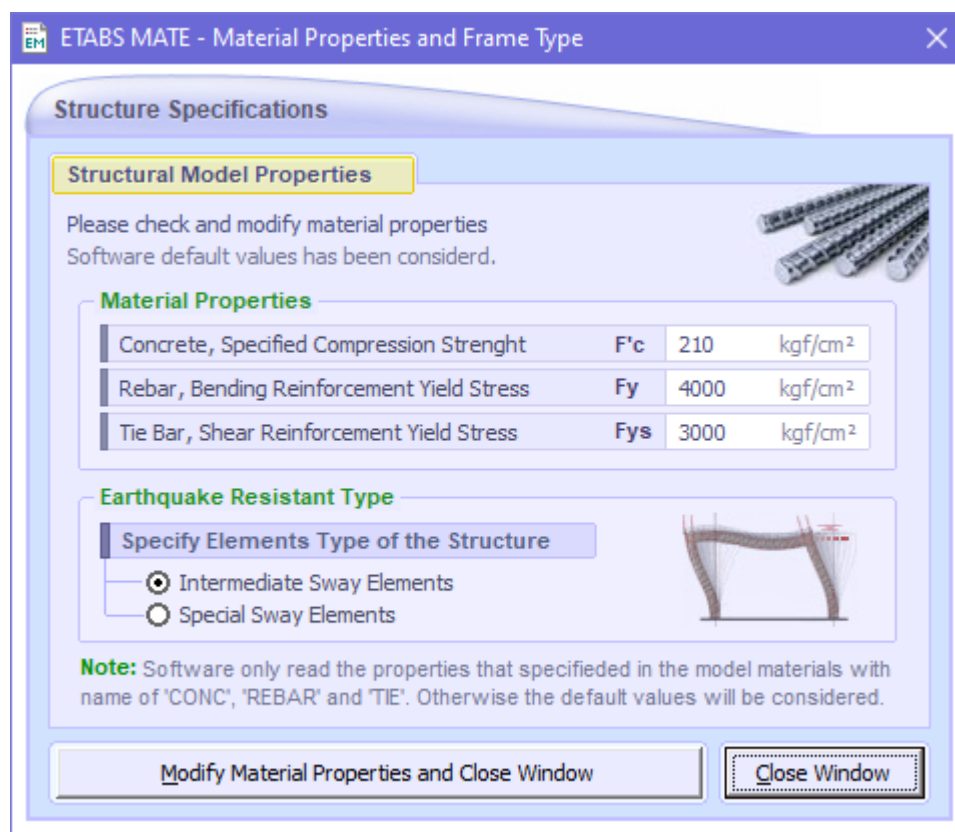 EM ETABS MATE - Material Properties and Frame Type
Structure Specifications
Structural Model Properties
Please check and modify material properties
Software default values has been considerd.
Material Properties
Concrete, Specified Compression Strenght F'c 210 kgf/cm²
Rebar, Bending Reinforcement Yield Stress Fy 4000 kgf/cm²
Tie Bar, Shear Reinforcement Yield Stress Fys 3000 kgf/cm²
Earthquake Resistant Type
Specify Elements Type of the Structure
Intermediate Sway Elements
Special Sway Elements
Note: Software only read the properties that specifieded in the model materials with
name of 'CONC', 'REBAR' and 'TIE'. Otherwise the default values will be considered.
Modify Material Properties and Close Window
Close Window